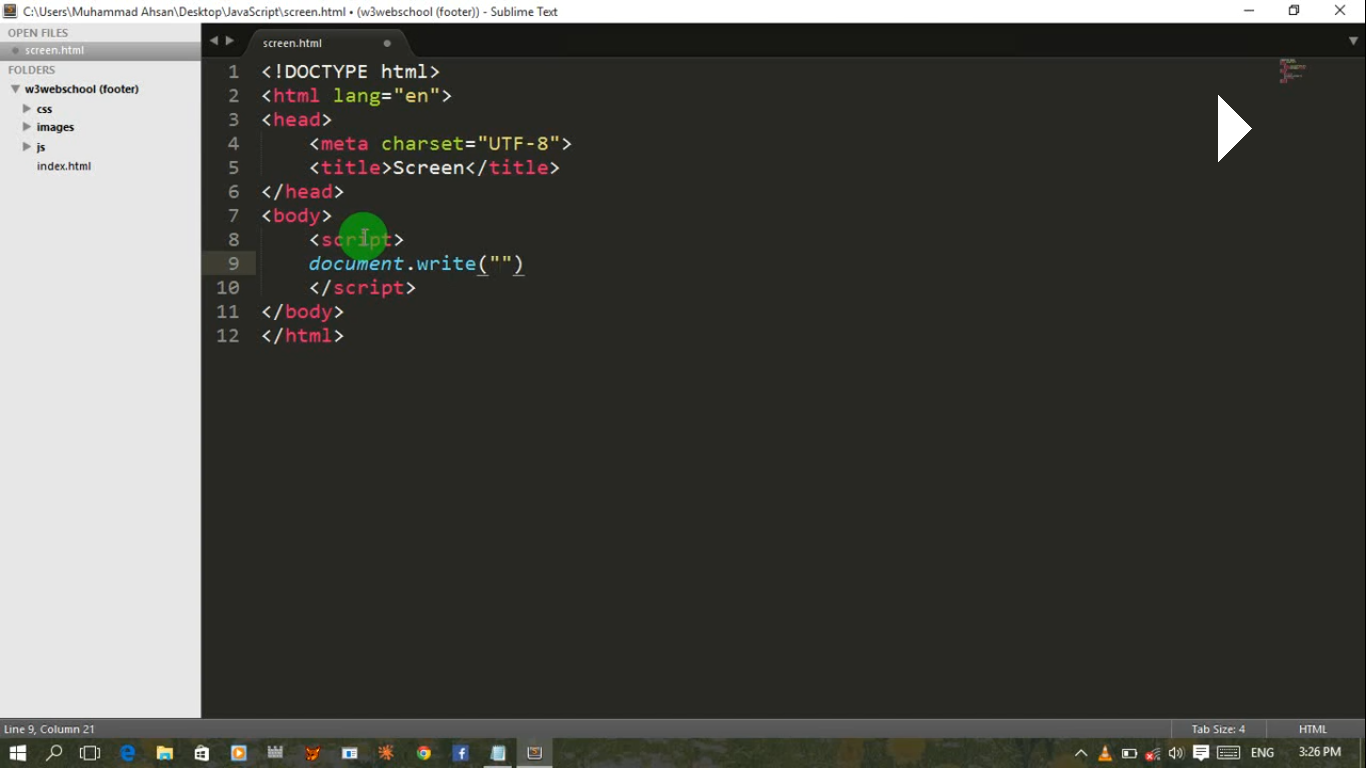 C:\Users\Muhammad Ahsan\Desktop\JavaScript\screen.html • (w3webschool (footer)) - Sublime Text
OPEN FILES
screen.html
FOLDERS
w3webschool (footer)
css
images
js
index.html
screen.html
1 <!DOCTYPE html>
2 <html lang="en">
3 <head>
4 <meta charset="UTF-8">
5 <title>Screen</title>
6 </head>
7 <body>
8 <script>
9 document.write("")
10 </script>
11 </body>
12 </html>
Line 9, Column 21
Tab Size: 4
HTML
ENG
3:26 PM